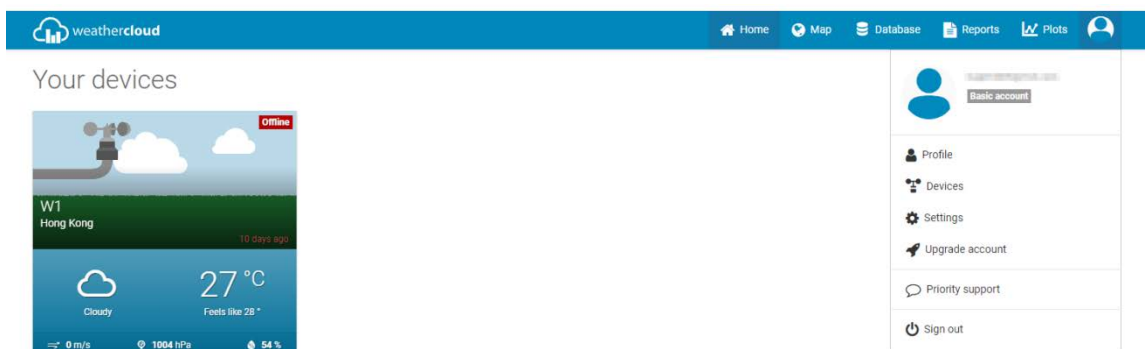 weathercloud
Home Map Database Reports Plots
Your devices
Basic account
Offline
W1
Hong Kong
10 days ago
27 °C
Cloudy
Feels like 28 °
0 m/s 1004 hPa 54 %
Profile
Devices
Settings
Upgrade account
Priority support
Sign out